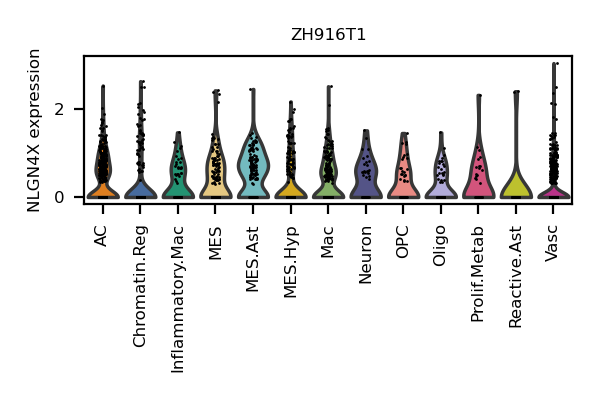 ZH916T1
NLGN4X expression
2
0
AC
Chromatin.Reg
Inflammatory.Mac
MES
MES.Ast
MES.Hyp
Mac
Neuron
OPC
Oligo
Prolif.Metab
Reactive.Ast
Vasc